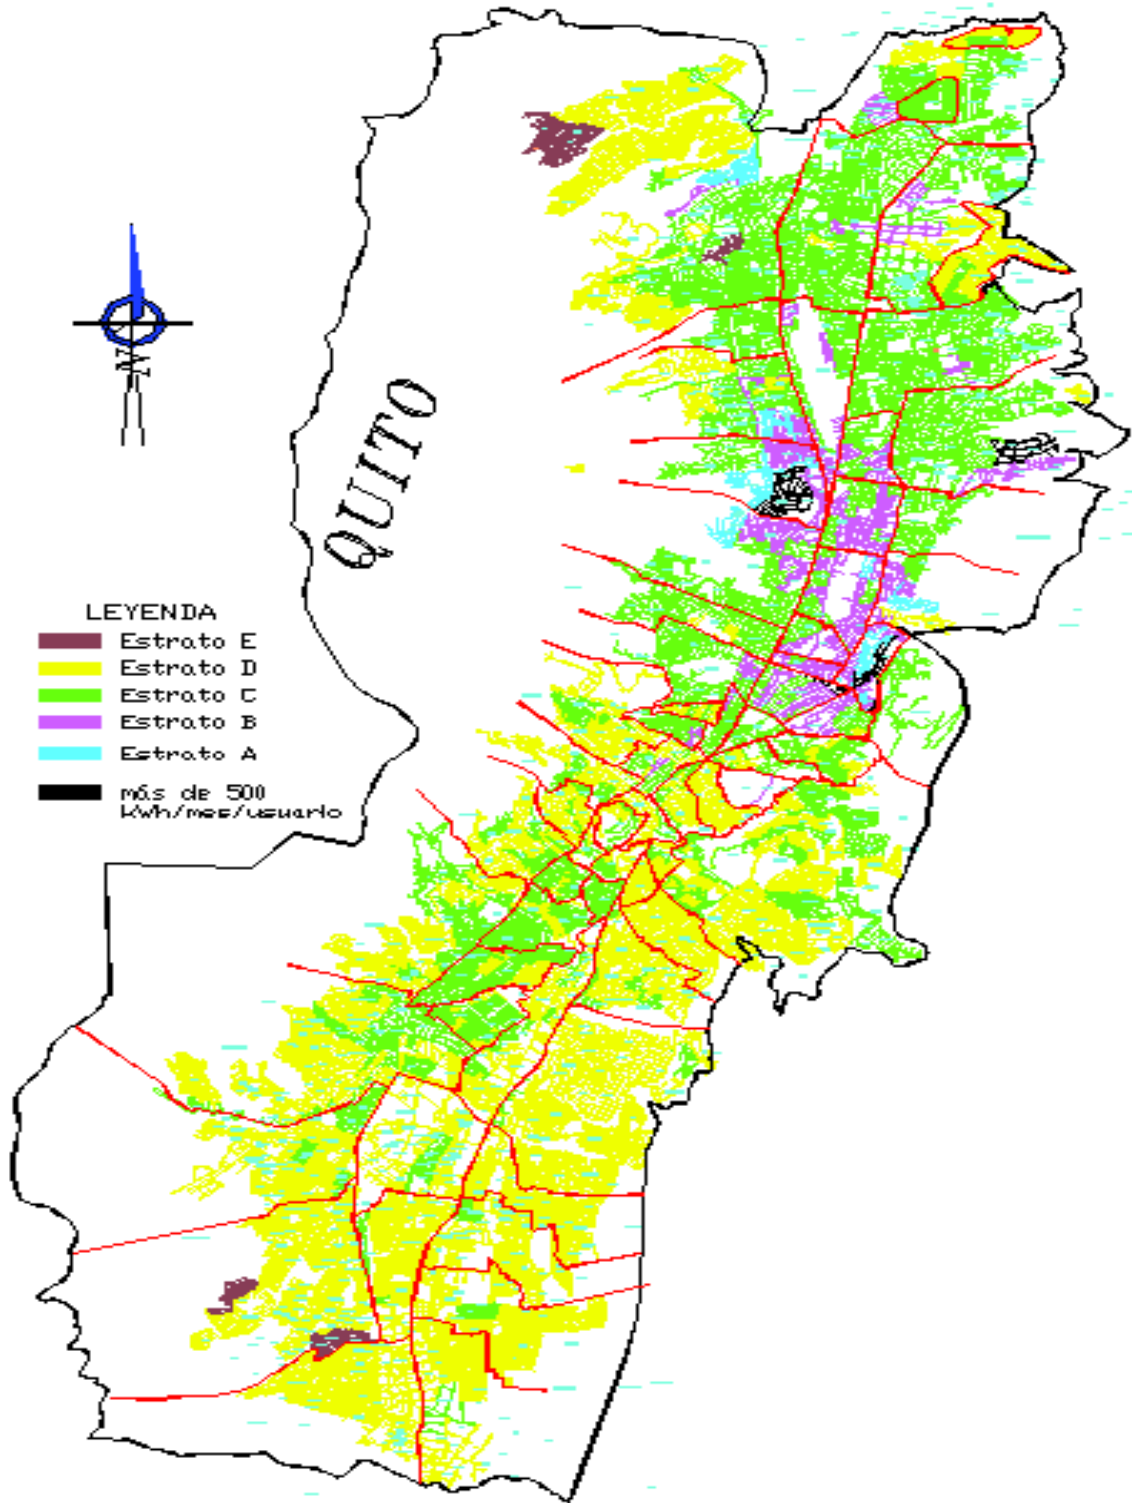 N
QUITO
LEYENDA
Estrato E
Estrato D
Estrato C
Estrato B
Estrato A
más de 500
kWh/mes/usuario